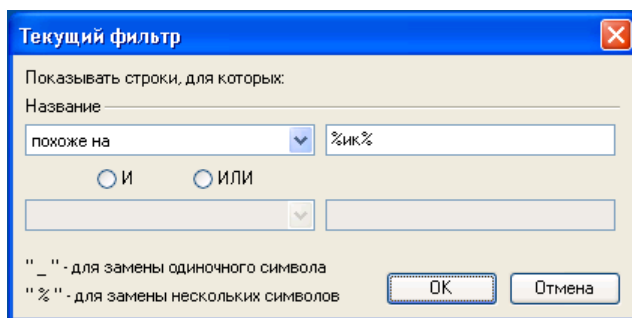 Текущий фильтр
Показывать строки, для которых:
Название
похоже на %ик%
И ИЛИ
"_" - для замены одиночного символа
"%" - для замены нескольких символов
OK Отмена